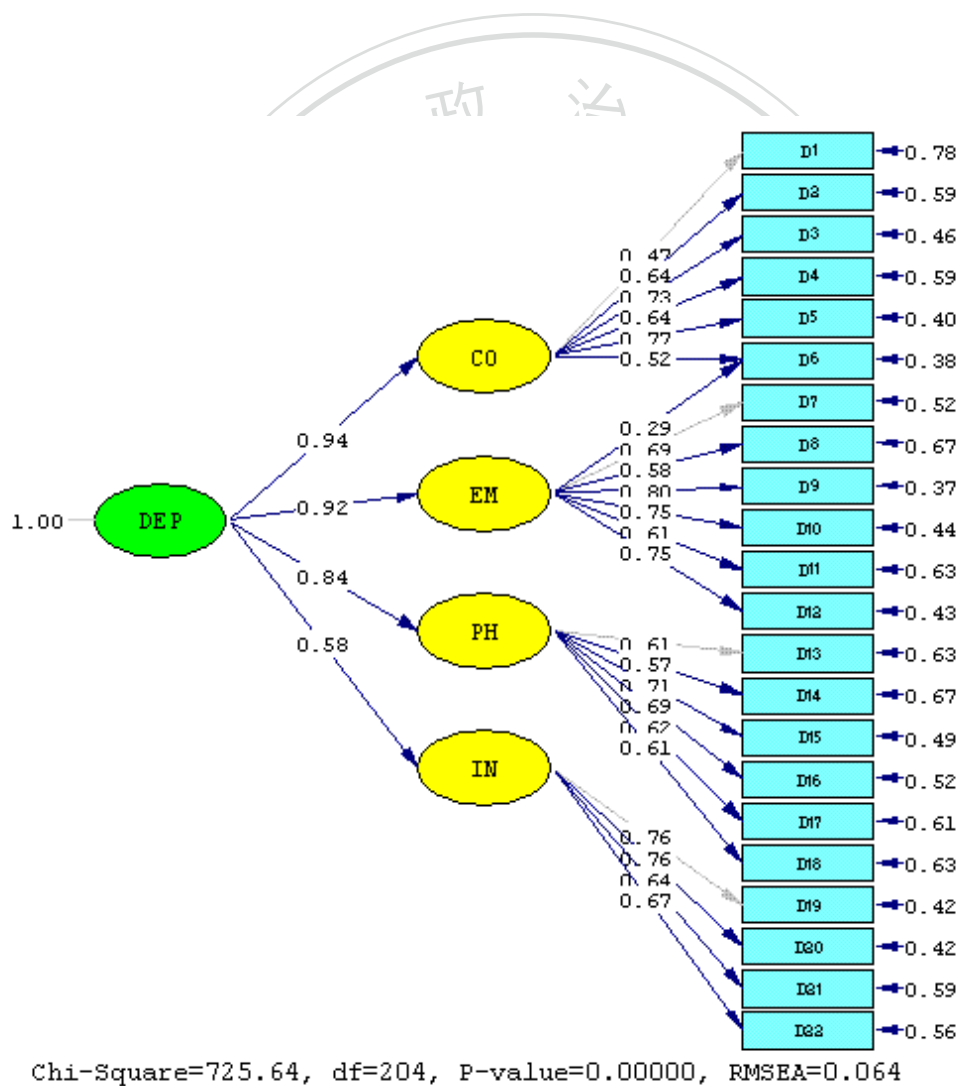 政 治
D1 0.78
D2 0.59
D3 0.46
D4 0.59
D5 0.40
D6 0.38
D7 0.52
D8 0.67
D9 0.37
D10 0.44
D11 0.63
D12 0.43
D13 0.63
D14 0.67
D15 0.49
D16 0.52
D17 0.61
D18 0.63
D19 0.42
D20 0.42
D21 0.59
D22 0.56
0.47
0.64
0.73
0.64
0.77
0.52
0.29
0.69
0.58
0.80
0.75
0.61
0.75
0.61
0.57
0.71
0.69
0.62
0.61
0.76
0.76
0.64
0.67
CO
EM
PH
IN
0.94
0.92
0.84
0.58
1.00 DEP
Chi-Square=725.64, df=204, P-value=0.00000, RMSEA=0.064